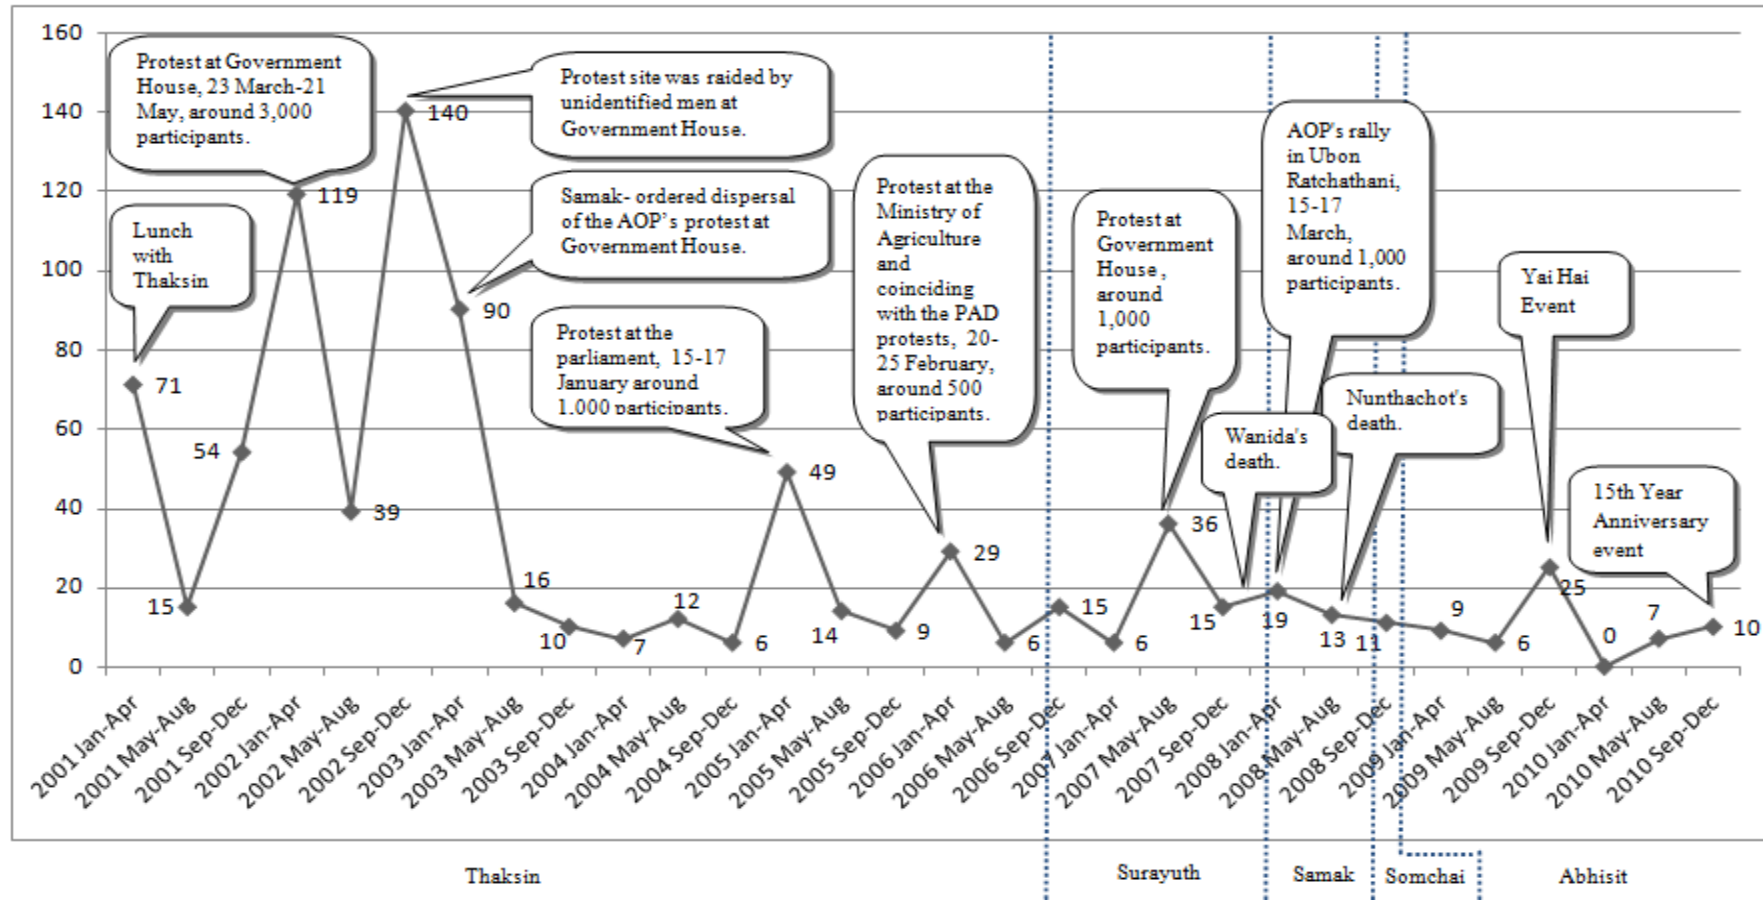 160
140
120
100
80
60
40
20
0
Protest at Government
House, 23 March-21
May, around 3,000
participants.
Lunch
with
Thaksin
Protest site was raided by
unidentified men at
Government House.
Samak- ordered dispersal
of the AOP's protest at
Government House.
Protest at the
parliament, 15-17
January around
1.000 participants.
Protest at the
Ministry of
Agriculture
and
coinciding
with the PAD
protests, 20-
25 February,
around 500
participants.
Protest at
Government
House ,
around
1,000
participants.
AOP's rally
in Ubon
Ratchathani,
15-17
March,
around 1,000
participants.
Wanida's
death.
Nunthachot's
death.
Yai Hai
Event
15th Year
Anniversary
event
71
15
54
119
39
140
90
16
10
7
12
6
49
14
9
29
6
15
6
36
15
19
13
11
9
6
25
0
7
10
2001 Jan-Apr
2001 May-Aug
2001 Sep-Dec
2002 Jan-Apr
2002 May-Aug
2002 Sep-Dec
2003 Jan-Apr
2003 May-Aug
2003 Sep-Dec
2004 Jan-Apr
2004 May-Aug
2004 Sep-Dec
2005 Jan-Apr
2005 May-Aug
2005 Sep-Dec
2006 Jan-Apr
2006 May-Aug
2006 Sep-Dec
2007 Jan-Apr
2007 May-Aug
2007 Sep-Dec
2008 Jan-Apr
2008 May-Aug
2008 Sep-Dec
2009 Jan-Apr
2009 May-Aug
2009 Sep-Dec
2010 Jan-Apr
2010 May-Aug
2010 Sep-Dec
Thaksin
Surayuth
Samak
Somchai
Abhisit